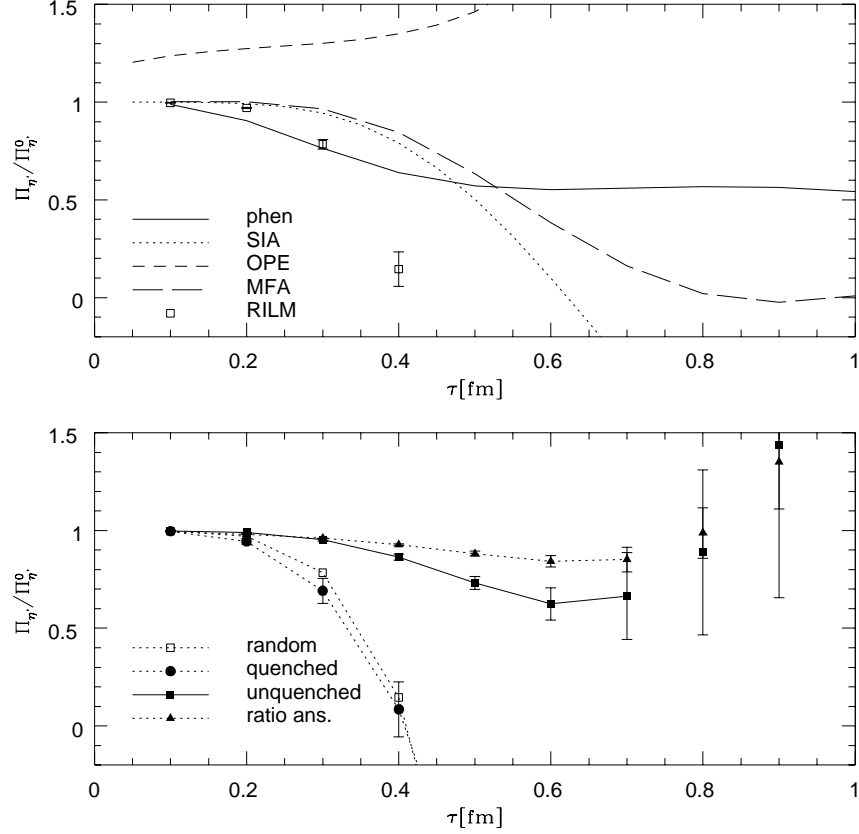 1.5
1
0.5
0
Π_η'/Π⁰_η'
phen
SIA
OPE
MFA
RILM
0 0.2 0.4 0.6 0.8 1
τ[fm]
1.5
1
0.5
0
Π_η'/Π⁰_η'
random
quenched
unquenched
ratio ans.
0 0.2 0.4 0.6 0.8 1
τ[fm]